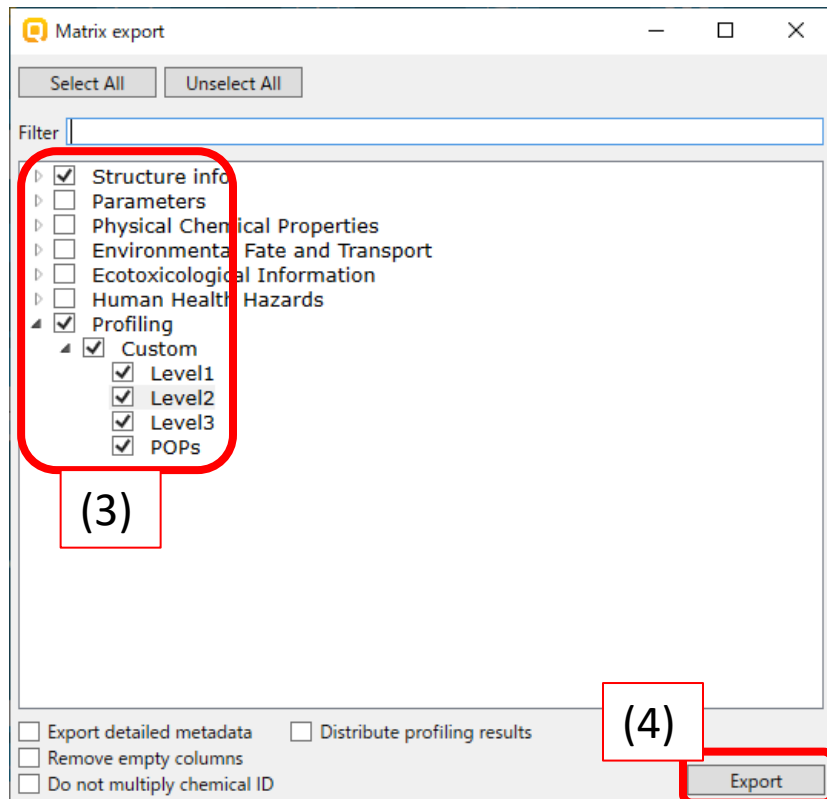 Matrix export
Select All Unselect All
Filter
Structure info
Parameters
Physical Chemical Properties
Environmental Fate and Transport
Ecotoxicological Information
Human Health Hazards
Profiling
Custom
Level1
Level2
Level3
POPs
(3)
(4)
Export detailed metadata Distribute profiling results
Remove empty columns
Do not multiply chemical ID
Export